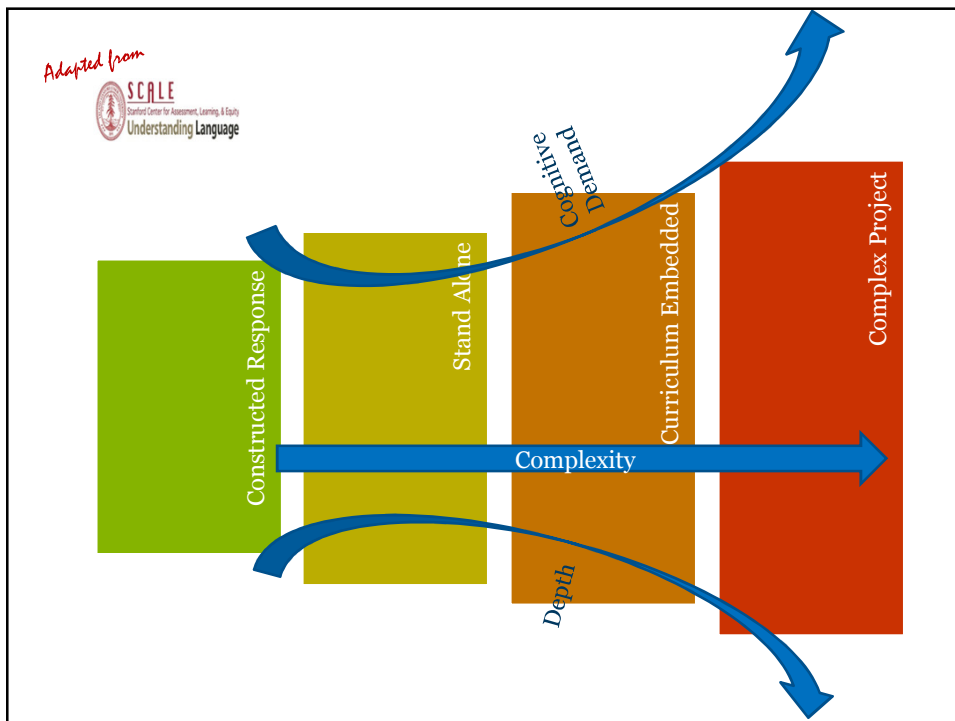 Adapted from
SCALE
Stanford Center for Assessment, Learning, & Equity
Understanding Language
Cognitive
Demand
Constructed Response
Stand Alone
Curriculum Embedded
Complex Project
Complexity
Depth